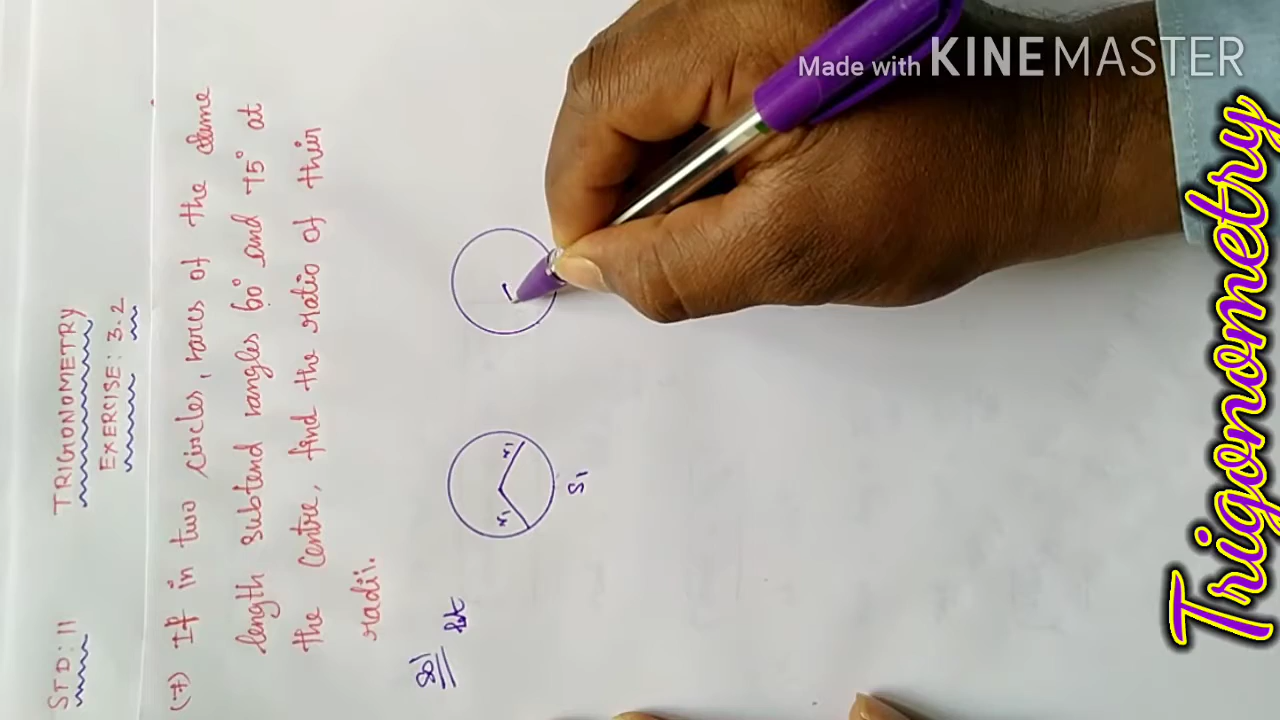 STD: 11 TRIGONOMETRY
EXERCISE: 3.2
(7) If in two circles, arcs of the same
length subtend angles 60° and 75° at
the centre, find the ratio of their
radii.
Sol
let
r1 r1
S1
Made with KINEMASTER
Trigonometry